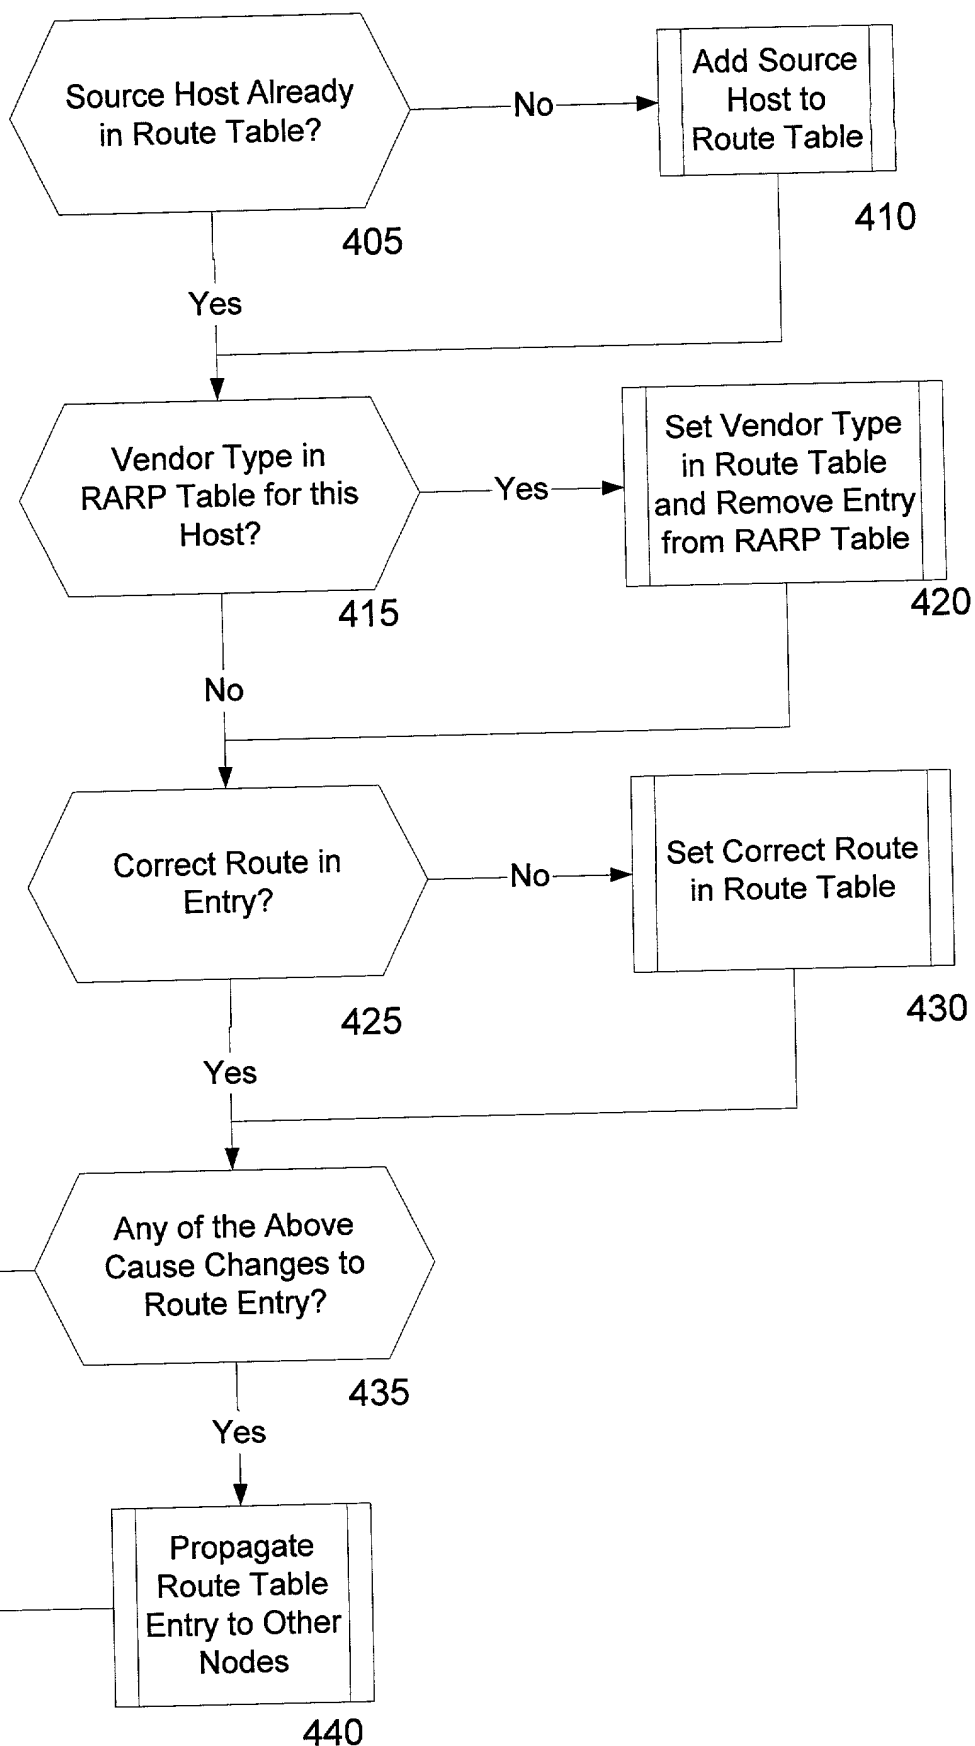 Source Host Already
in Route Table?
No
Add Source
Host to
Route Table
405
410
Yes
Vendor Type in
RARP Table for this
Host?
Yes
Set Vendor Type
in Route Table
and Remove Entry
from RARP Table
415
420
No
Correct Route in
Entry?
No
Set Correct Route
in Route Table
425
430
Yes
Any of the Above
Cause Changes to
Route Entry?
435
Yes
Propagate
Route Table
Entry to Other
Nodes
440